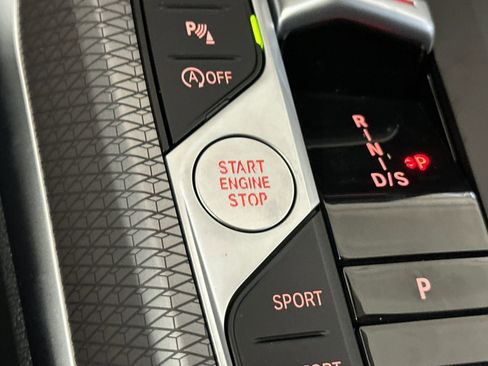 P
A OFF
START
ENGINE
STOP
R
N
D/S
P
SPORT
P